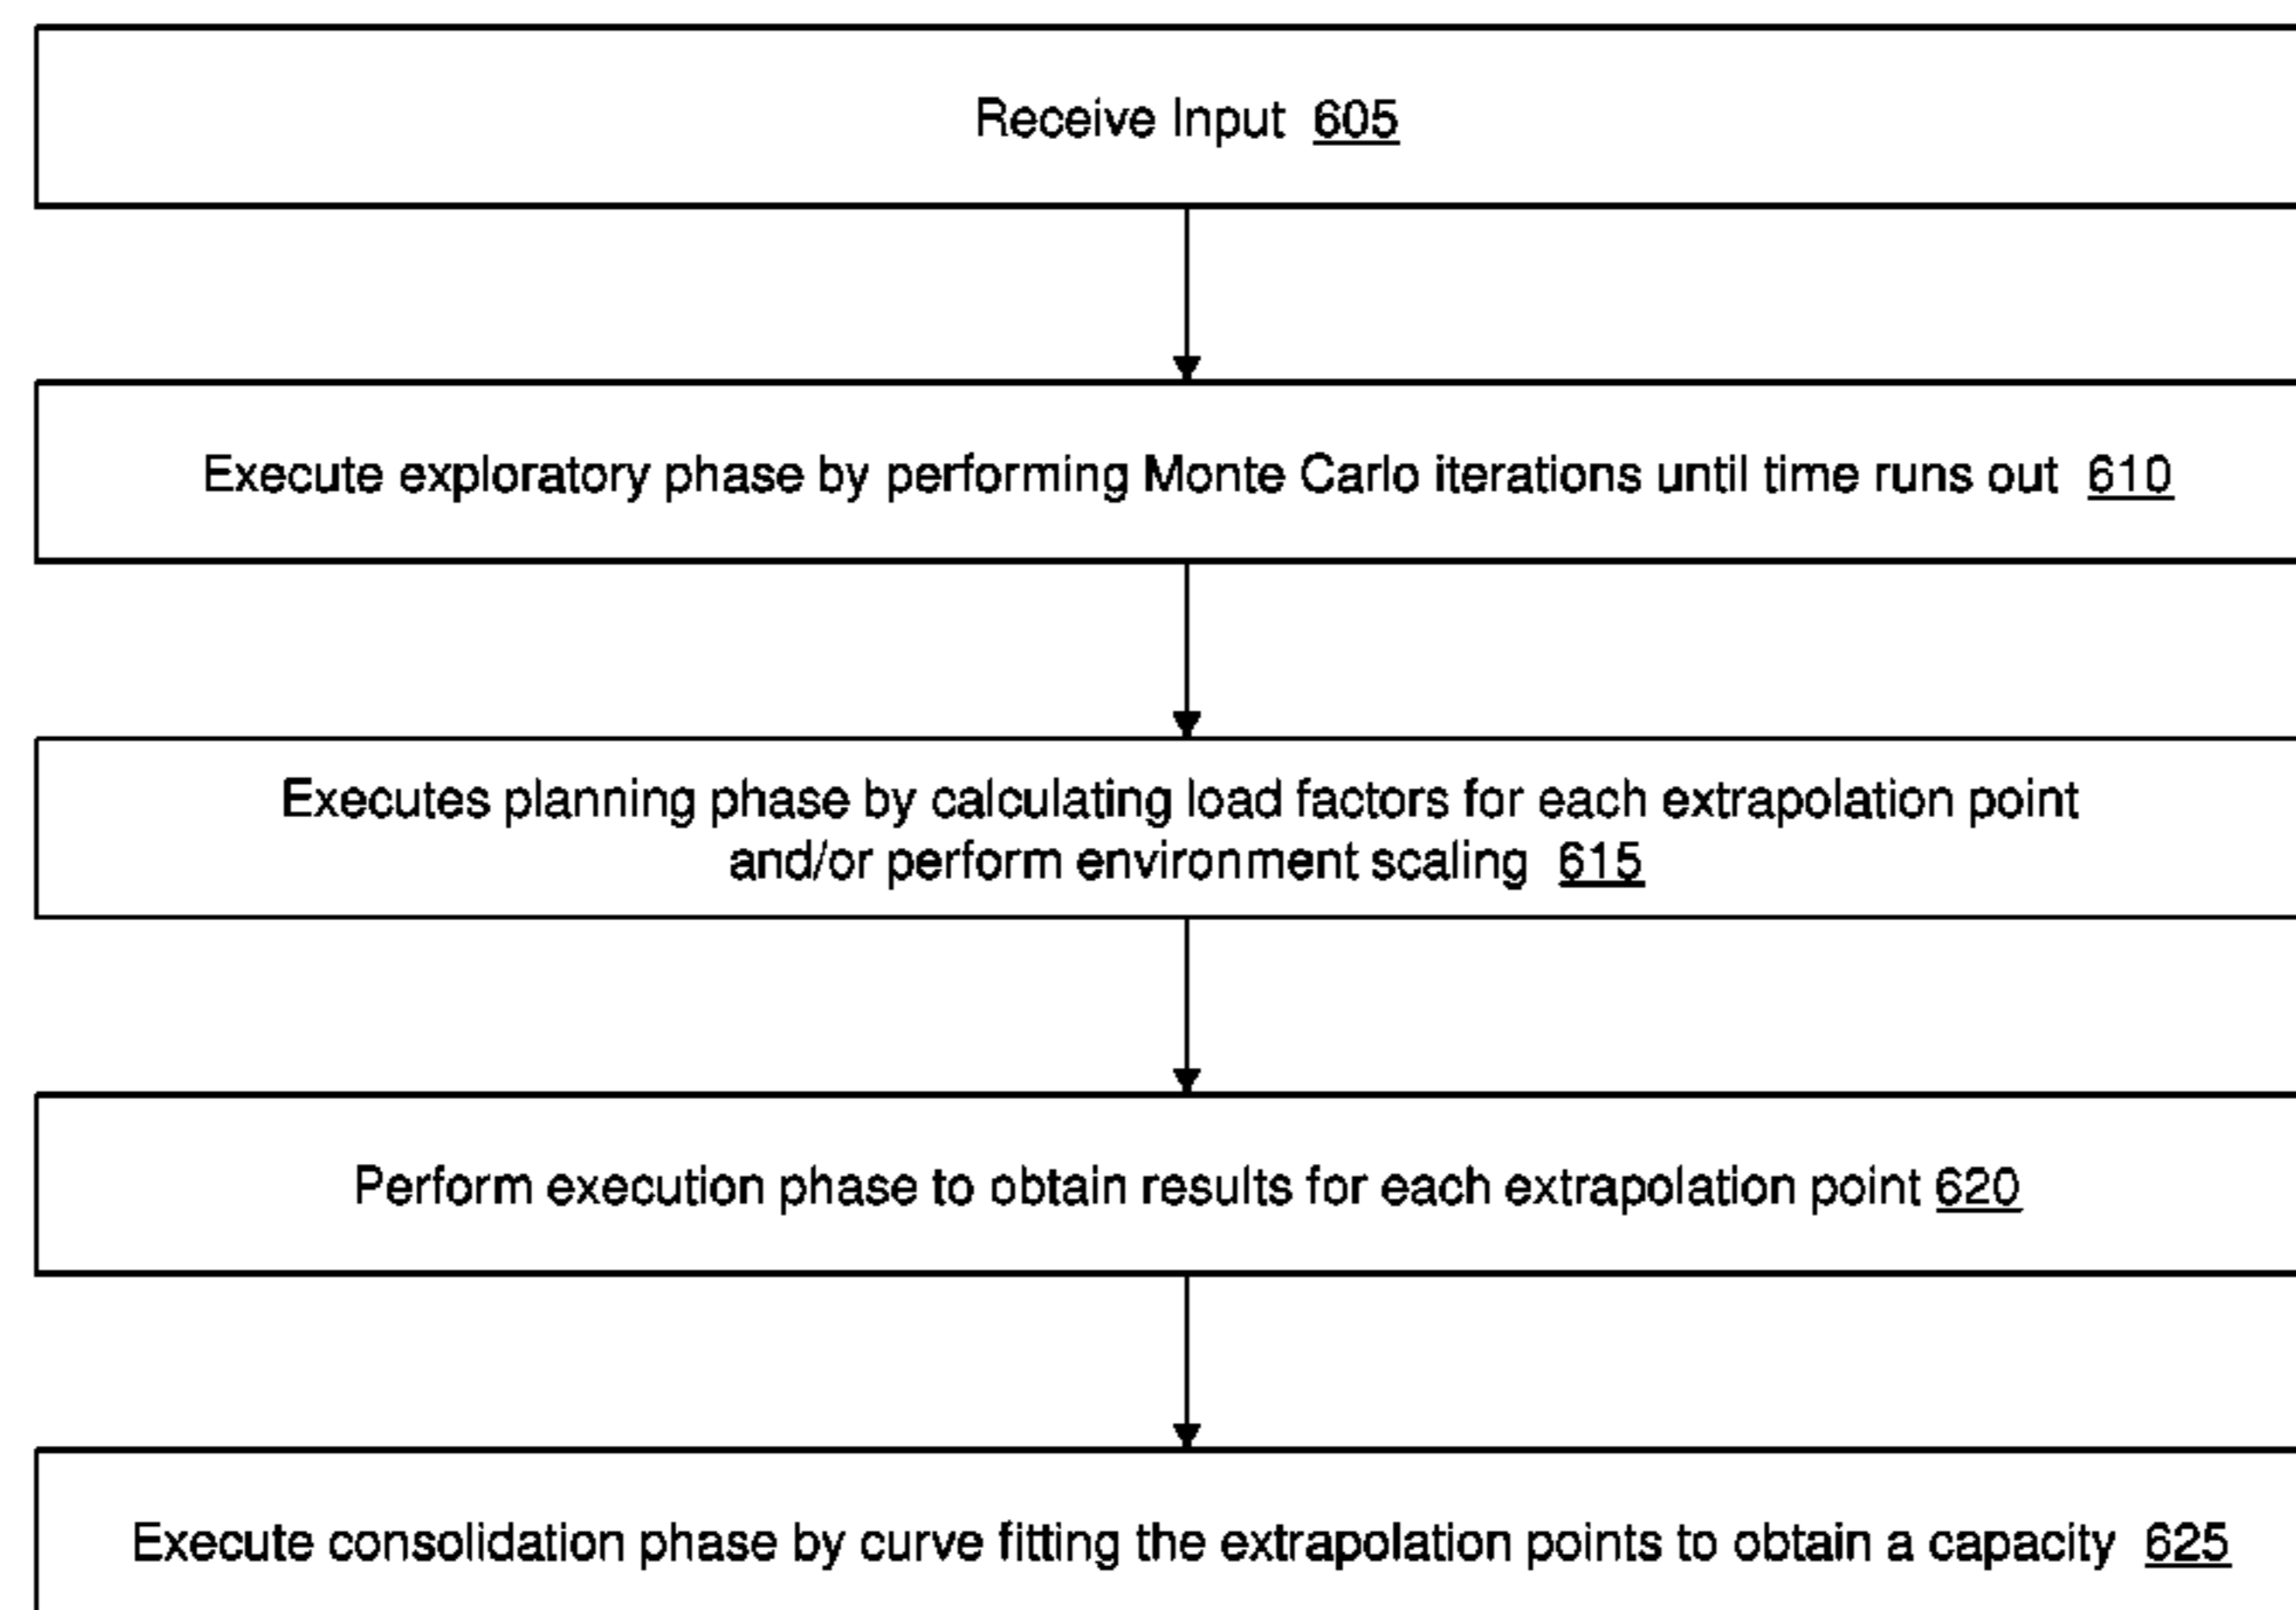 Receive Input 605
Execute exploratory phase by performing Monte Carlo iterations until time runs out 610
Executes planning phase by calculating load factors for each extrapolation point
and/or perform environment scaling 615
Perform execution phase to obtain results for each extrapolation point 620
Execute consolidation phase by curve fitting the extrapolation points to obtain a capacity 625